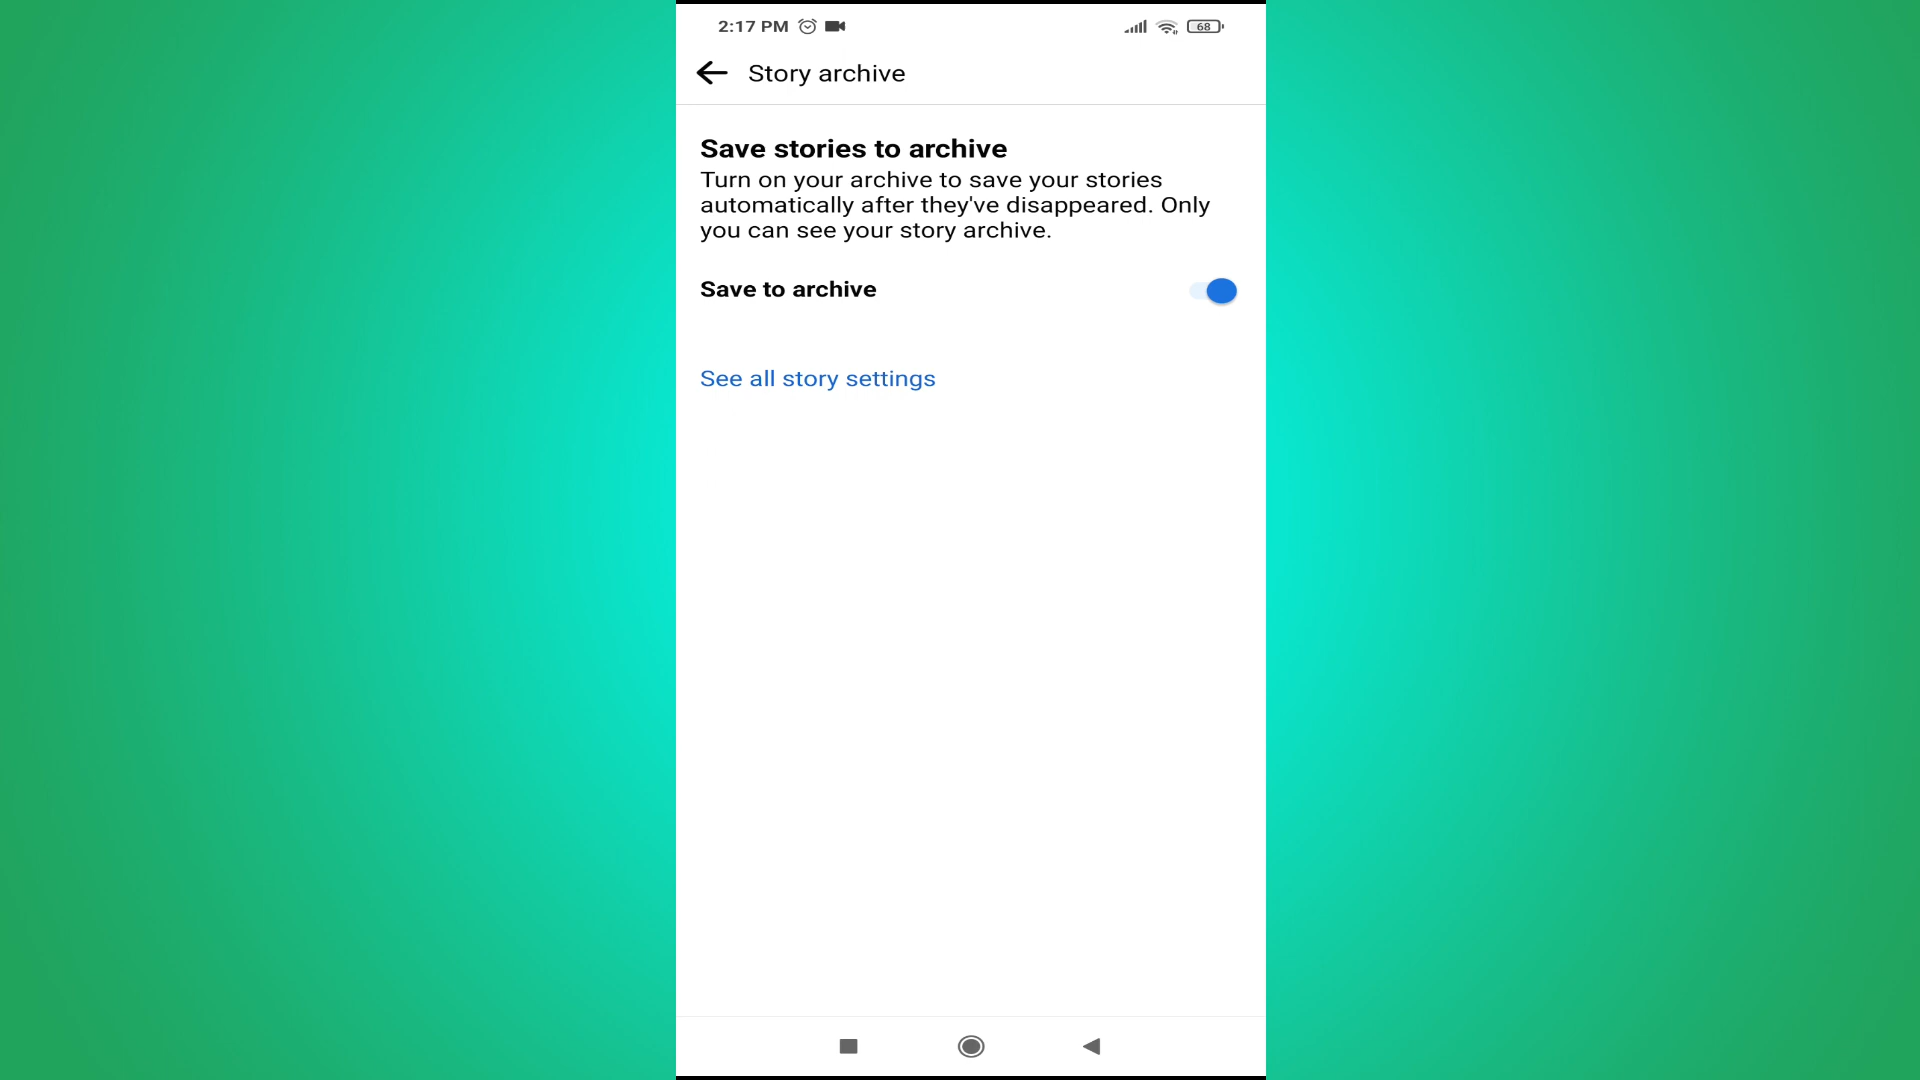 2:17 PM
68
Story archive
Save stories to archive
Turn on your archive to save your stories
automatically after they've disappeared. Only
you can see your story archive.
Save to archive
See all story settings